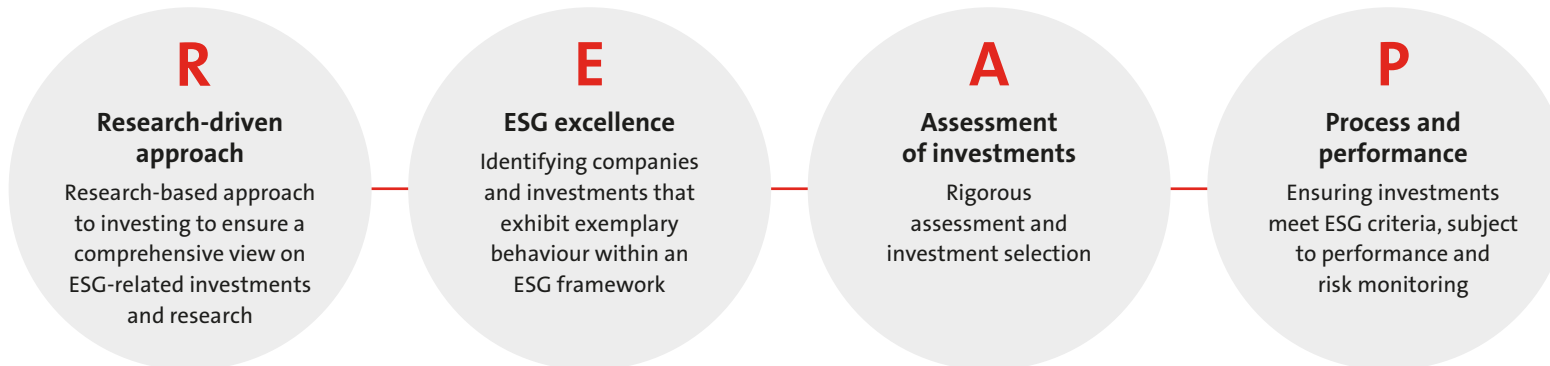 R
Research-driven
approach
Research-based approach
to investing to ensure a
comprehensive view on
ESG-related investments
and research
E
ESG excellence
Identifying companies
and investments that
exhibit exemplary
behaviour within an
ESG framework
A
Assessment
of investments
Rigorous
assessment and
investment selection
P
Process and
performance
Ensuring investments
meet ESG criteria, subject
to performance and
risk monitoring